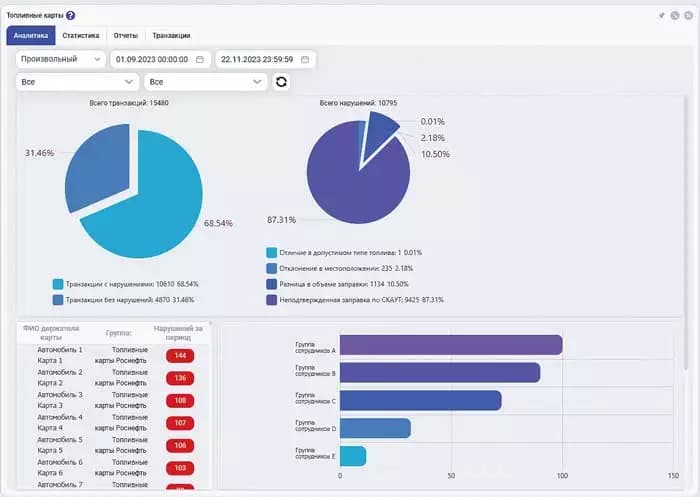 Топливные карты ?
Аналитика Статистика Отчеты Транзакции
Произвольный 01.09.2023 00:00:00 22.11.2023 23:59:59
Все Все
Всего транзакций: 15480
31.46%
68.54%
Транзакции с нарушениями: 10610 68.54%
Транзакции без нарушений: 4870 31.46%
Всего нарушений: 10795
0.01%
2.18%
10.50%
87.31%
Отличие в допустимом типе топлива: 1 0.01%
Отклонение в местоположении: 235 2.18%
Разница в объеме заправки: 1134 10.50%
Неподтвержденная заправка по СКАУТ: 9425 87.31%
ФИО держателя Группа: Нарушений за
карты период
Автомобиль 1 Топливные
Карта 1 карты Роснефть 144
Автомобиль 2 Топливные
Карта 2 карты Роснефть 136
Автомобиль 3 Топливные
Карта 3 карты Роснефть 108
Автомобиль 4 Топливные
Карта 4 карты Роснефть 107
Автомобиль 5 Топливные
Карта 5 карты Роснефть 106
Автомобиль 6 Топливные
Карта 6 карты Роснефть 103
Автомобиль 7 Топливные
Группа
сотрудников A
Группа
сотрудников B
Группа
сотрудников C
Группа
сотрудников D
Группа
сотрудников E
0 50 100 150